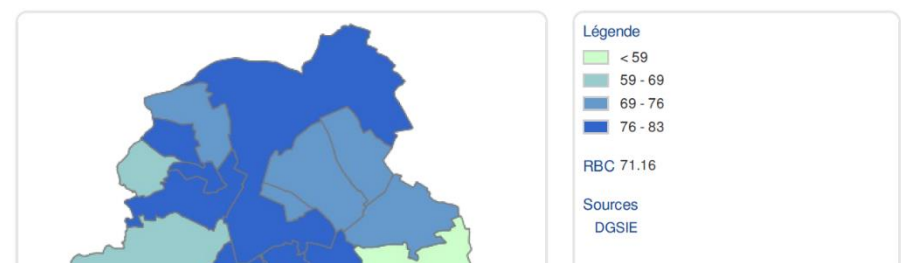 Légende
< 59
59 - 69
69 - 76
76 - 83
RBC 71.16
Sources
DGSIE